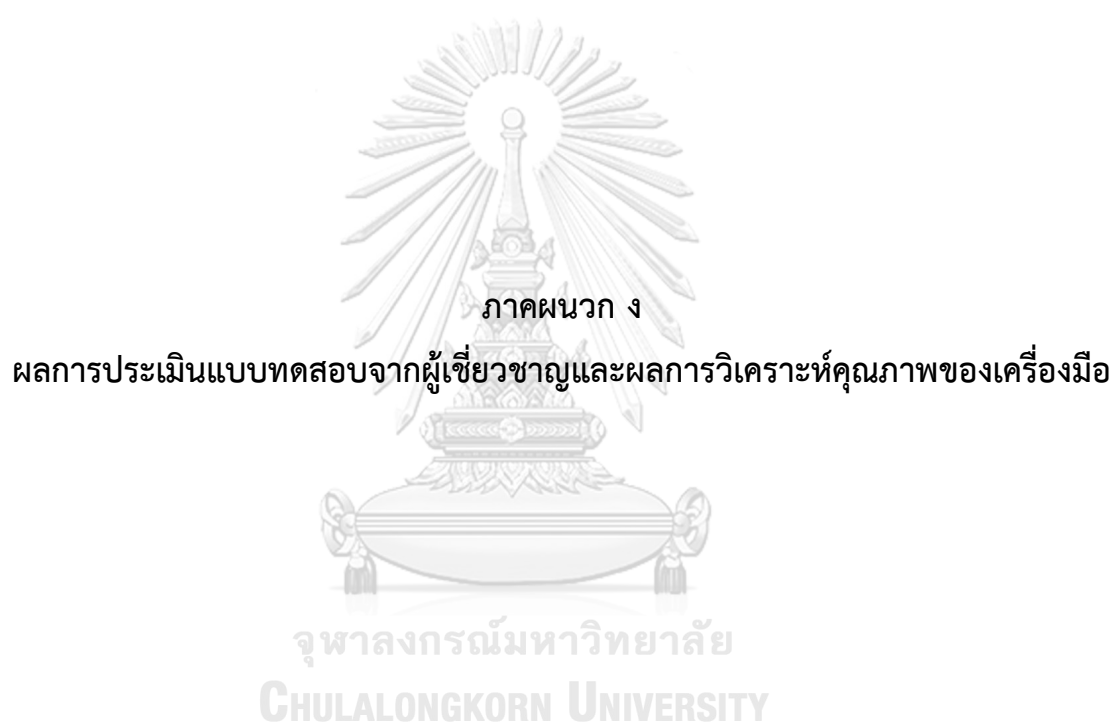 ภาคผนวก ง
ผลการประเมินแบบทดสอบจากผู้เชี่ยวชาญและผลการวิเคราะห์คุณภาพของเครื่องมือ
จุฬาลงกรณ์มหาวิทยาลัย
CHULALONGKORN UNIVERSITY